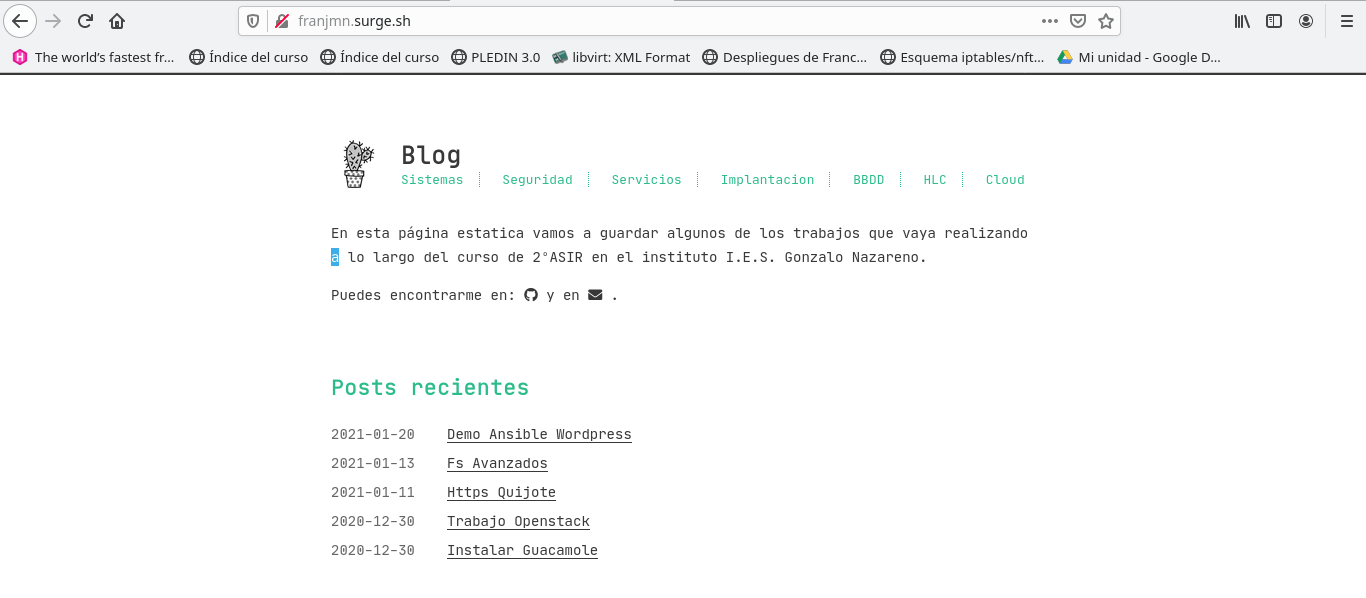 franjmn.surge.sh
The world's fastest fr… Índice del curso Índice del curso PLEDIN 3.0 libvirt: XML Format Despliegues de Franc… Esquema iptables/nft… Mi unidad - Google D…
Blog
Sistemas Seguridad Servicios Implantacion BBDD HLC Cloud
En esta página estatica vamos a guardar algunos de los trabajos que vaya realizando
a lo largo del curso de 2°ASIR en el instituto I.E.S. Gonzalo Nazareno.
Puedes encontrarme en: y en .
Posts recientes
2021-01-20 Demo Ansible Wordpress
2021-01-13 Fs Avanzados
2021-01-11 Https Quijote
2020-12-30 Trabajo Openstack
2020-12-30 Instalar Guacamole